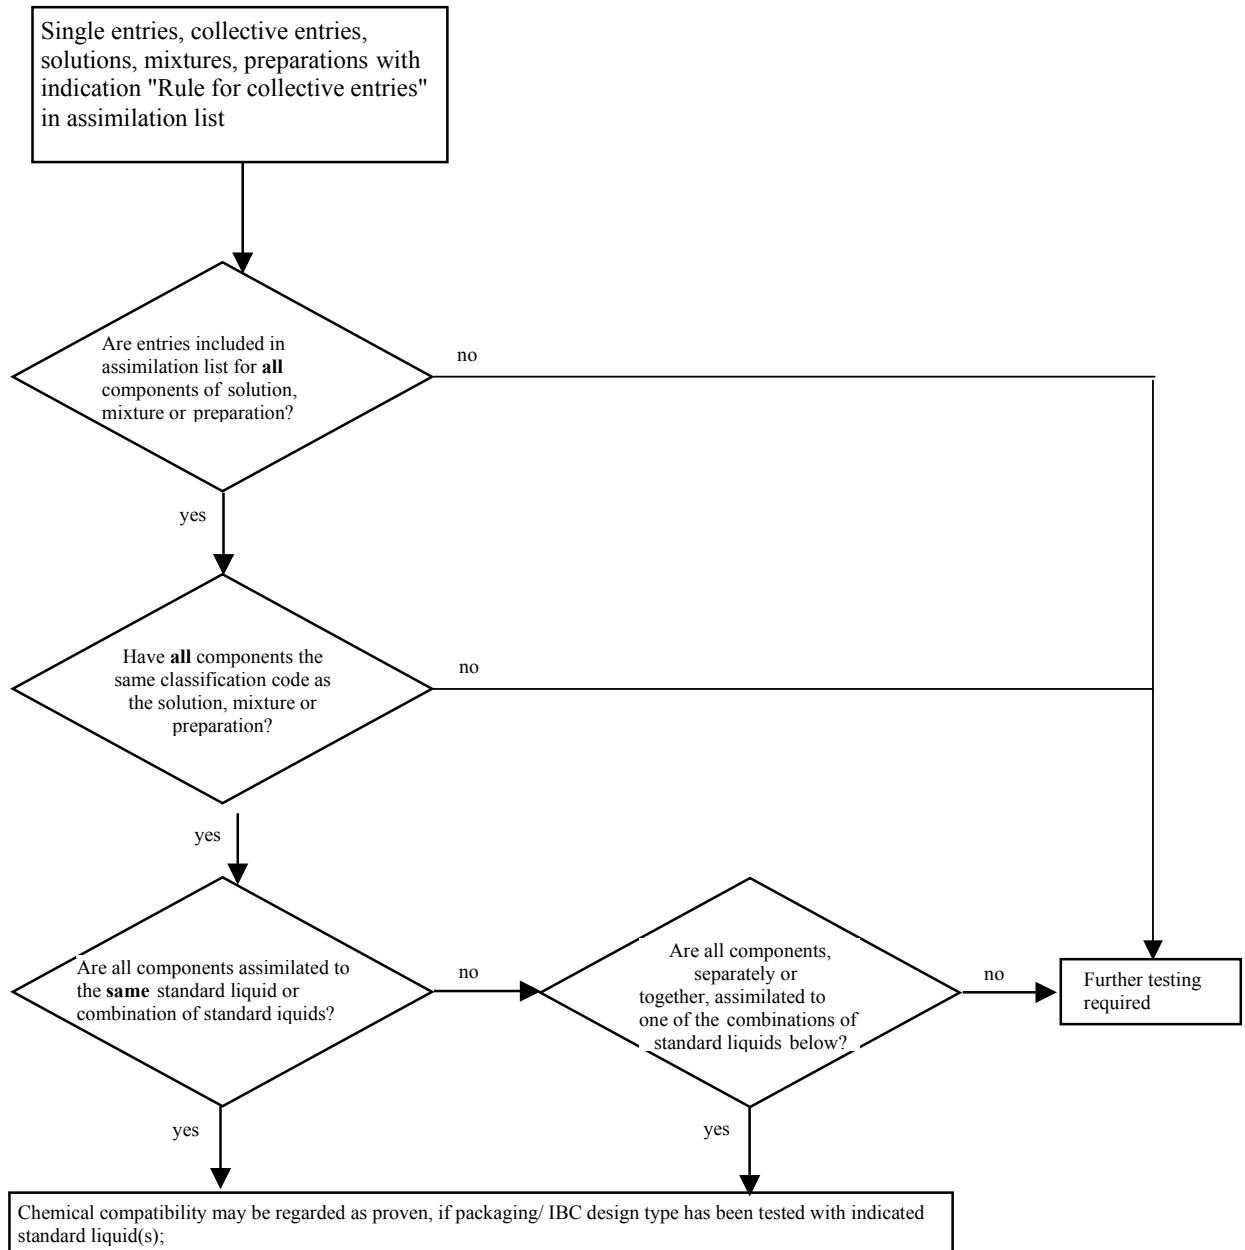 Single entries, collective entries,
solutions, mixtures, preparations with
indication "Rule for collective entries"
in assimilation list
Are entries included in
assimilation list for all
components of solution,
mixture or preparation?
no
yes
Have all components the
same classification code as
the solution, mixture or
preparation?
no
yes
Are all components assimilated to
the same standard liquid or
combination of standard iquids?
no
Are all components,
separately or
together, assimilated to
one of the combinations of
standard liquids below?
no
Further testing
required
yes
yes
Chemical compatibility may be regarded as proven, if packaging/ IBC design type has been tested with indicated
standard liquid(s);